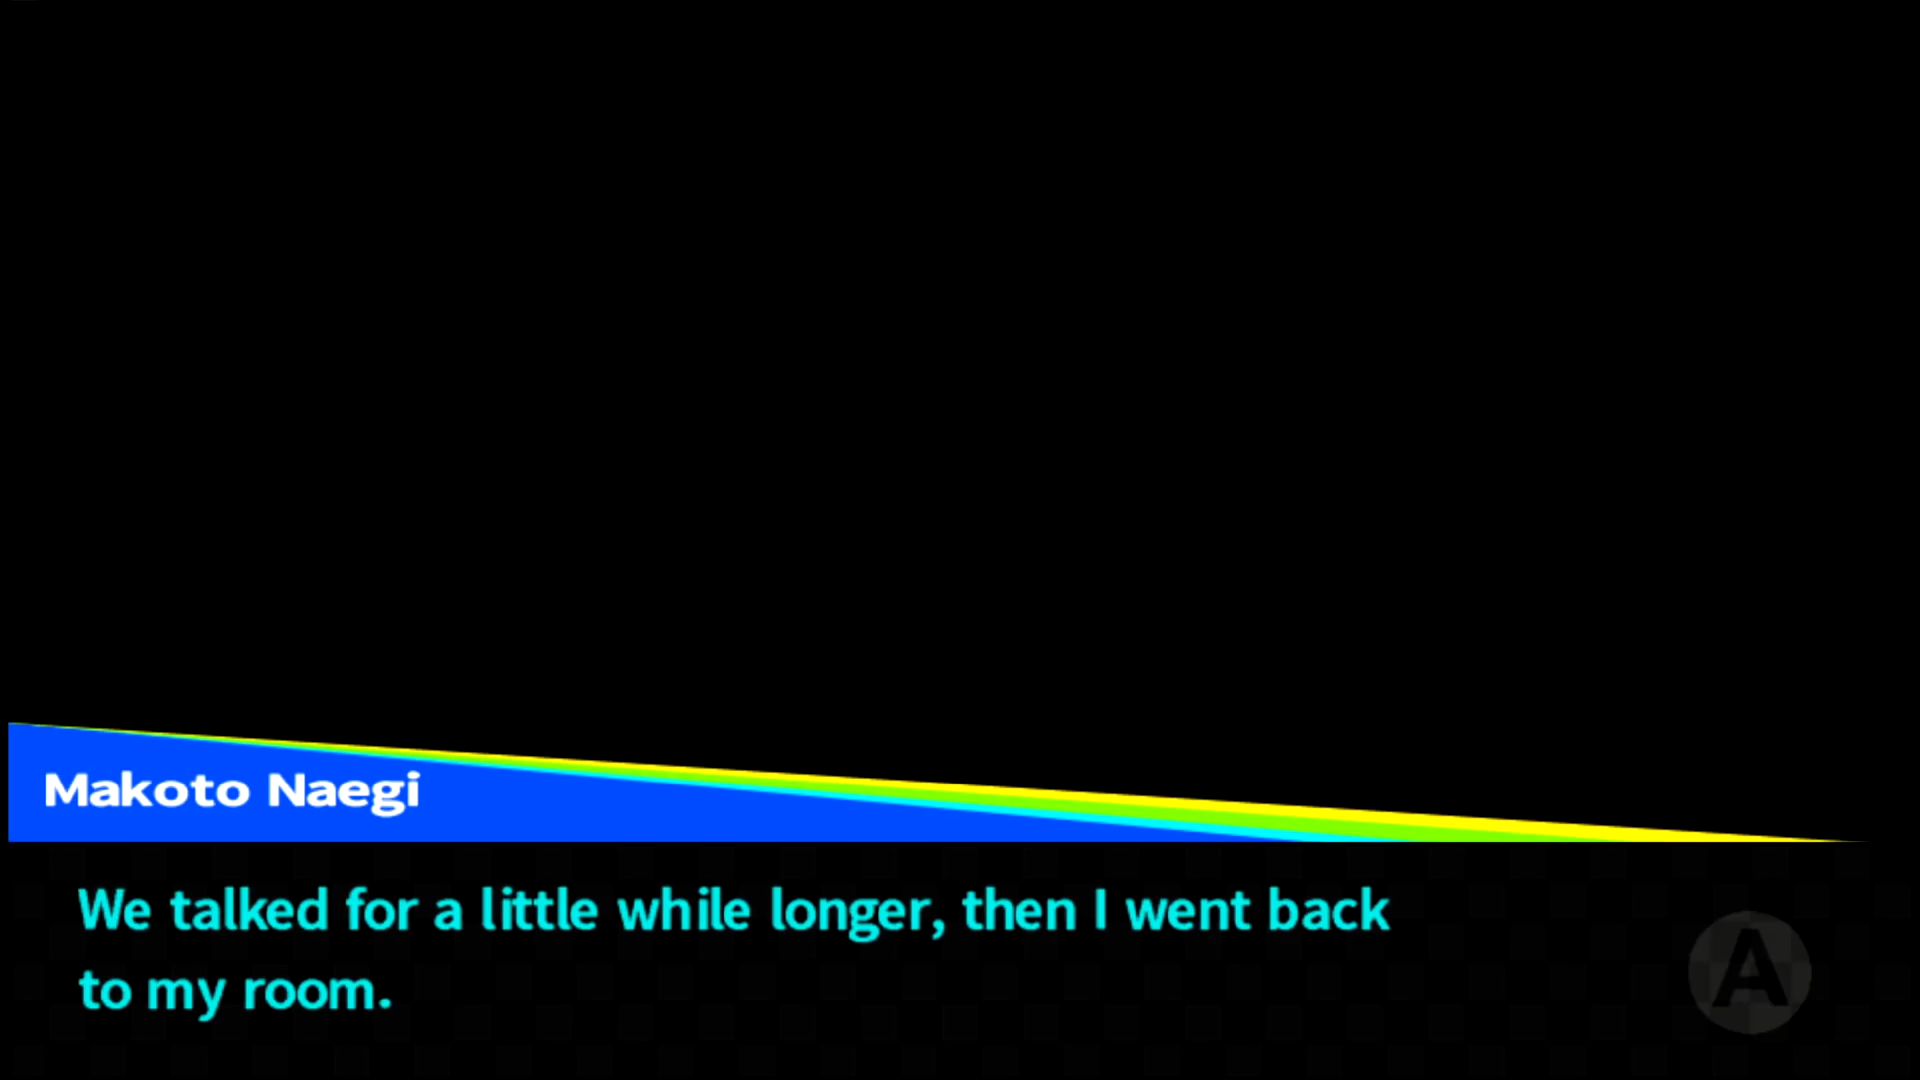 Makoto Naegi
We talked for a little while longer, then I went back
to my room.
A